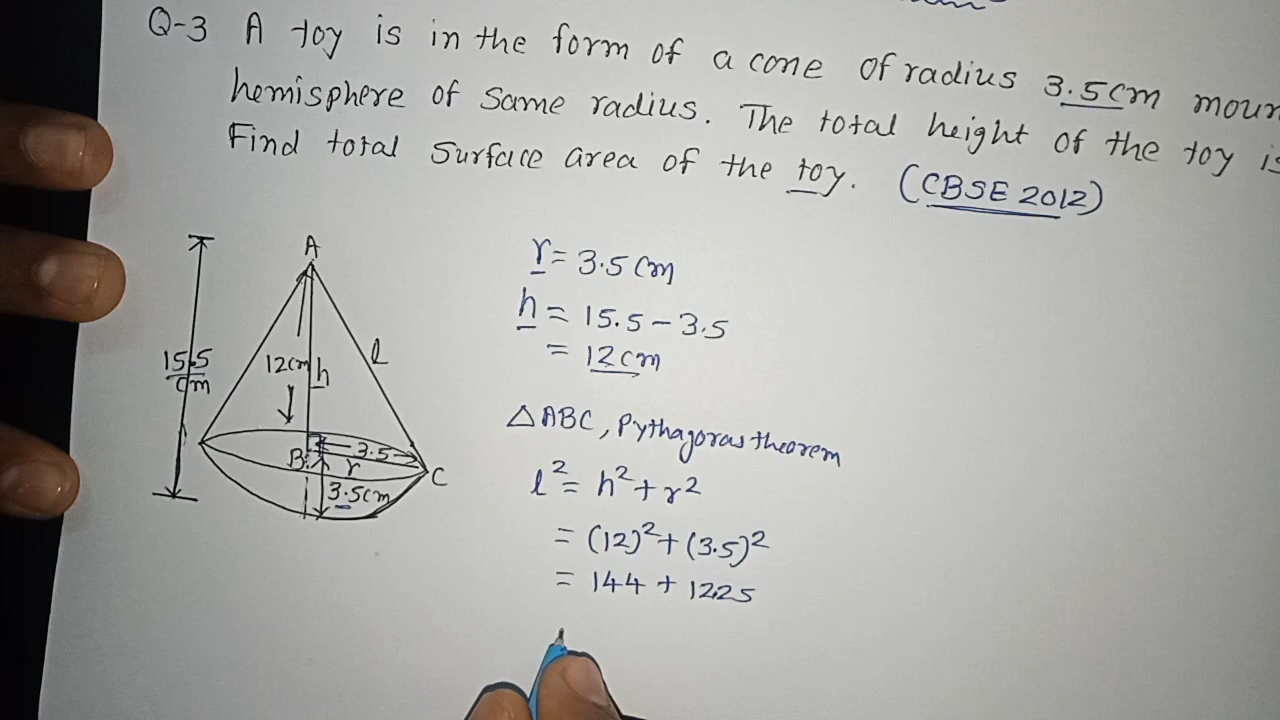 Q-3 A toy is in the form of a cone of radius 3.5cm
hemisphere of same radius. The total height of the toy is
Find total surface area of the toy. (CBSE 2012)
A
r = 3.5 cm
h = 15.5 - 3.5
= 12 cm
15.5
cm
12cm
h
l
△ABC, Pythagoras theorem
B
3.5
r
C
3.5cm
l² = h² + r²
= (12)² + (3.5)²
= 144 + 12.25